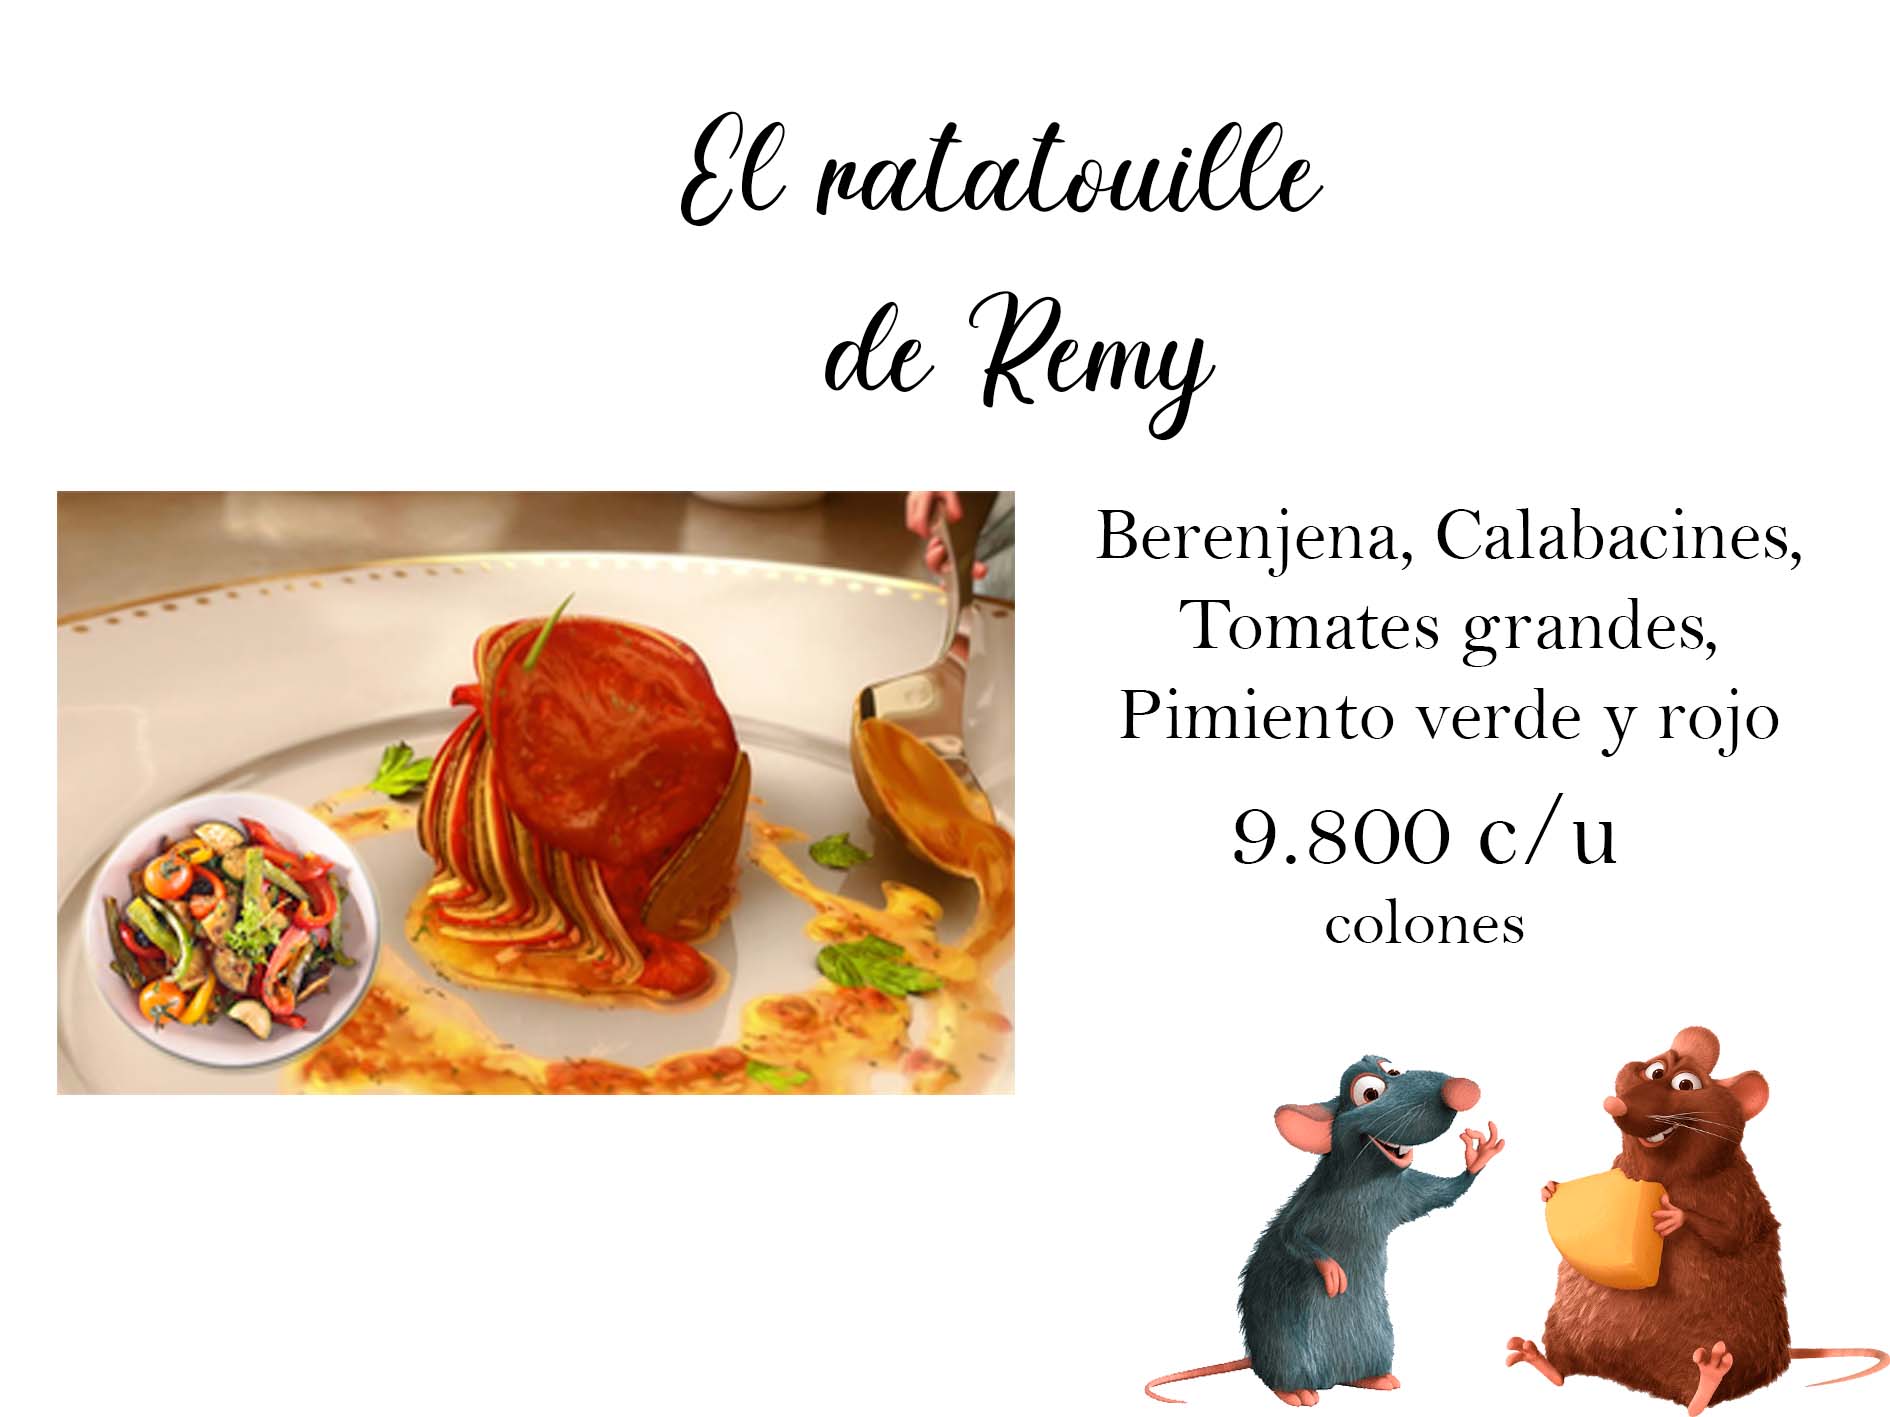 El ratatouille
de Remy
Berenjena, Calabacines,
Tomates grandes,
Pimiento verde y rojo
9.800 c/u
colones